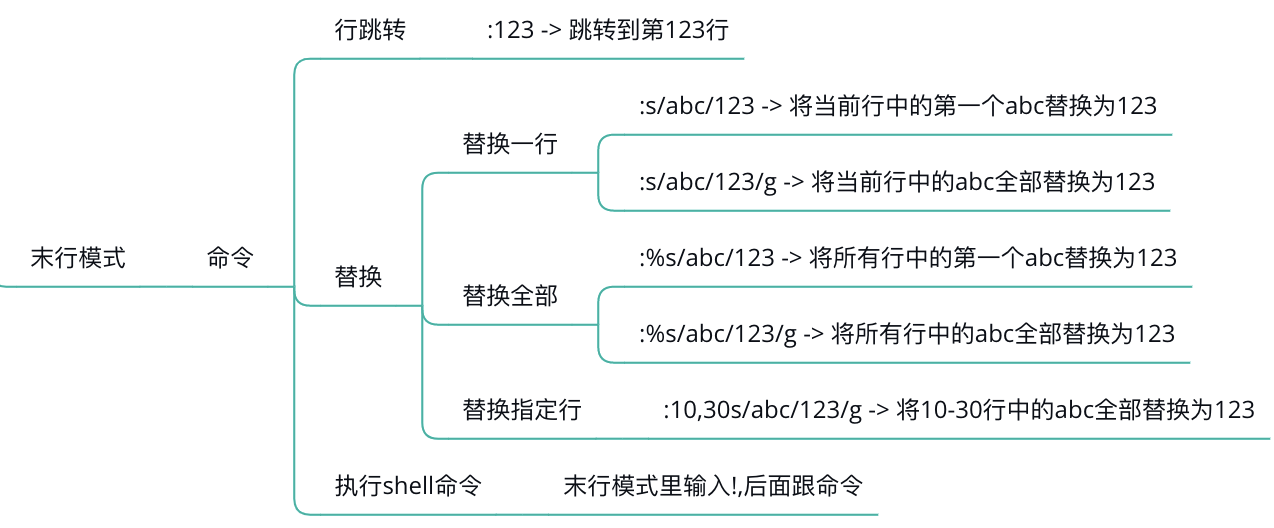 行跳转
:123 -> 跳转到第123行
:s/abc/123 -> 将当前行中的第一个abc替换为123
替换一行
:s/abc/123/g -> 将当前行中的abc全部替换为123
末行模式
命令
:%s/abc/123 -> 将所有行中的第一个abc替换为123
替换
替换全部
:%s/abc/123/g -> 将所有行中的abc全部替换为123
替换指定行
:10,30s/abc/123/g -> 将10-30行中的abc全部替换为123
执行shell命令
末行模式里输入!,后面跟命令